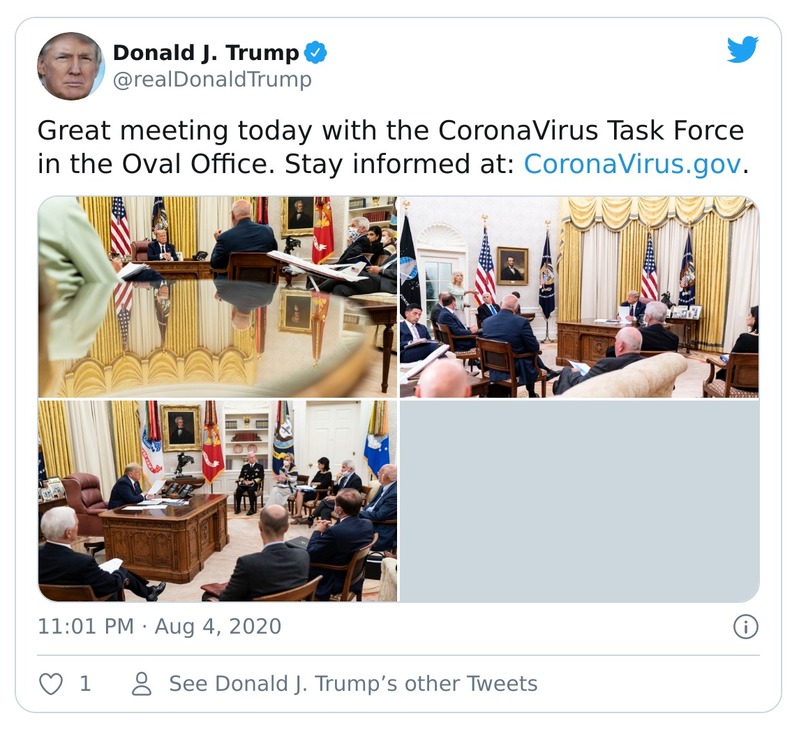 Donald J. Trump
@realDonaldTrump
Great meeting today with the CoronaVirus Task Force
in the Oval Office. Stay informed at: CoronaVirus.gov.
11:01 PM · Aug 4, 2020
1
See Donald J. Trump’s other Tweets